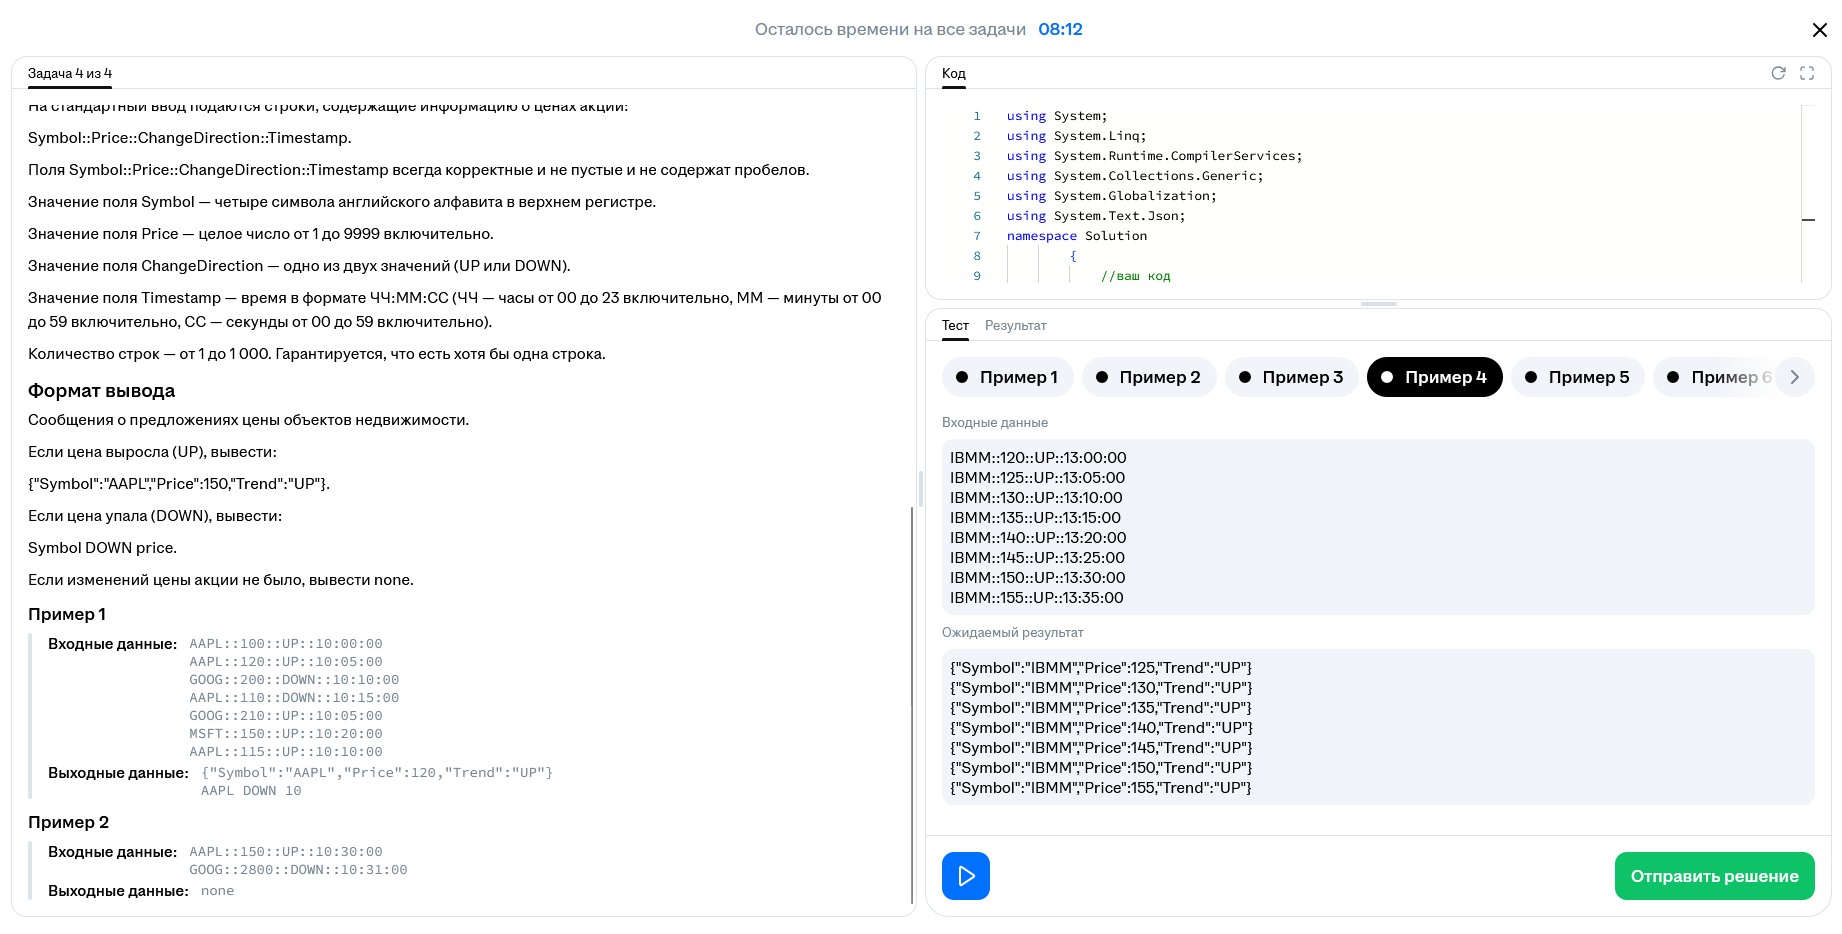 Осталось времени на все задачи 08:12
Задача 4 из 4
На стандартный ввод подаются строки, содержащие информацию о ценах акции:
Symbol::Price::ChangeDirection::Timestamp.
Поля Symbol::Price::ChangeDirection::Timestamp всегда корректные и не пустые и не содержат пробелов.
Значение поля Symbol — четыре символа английского алфавита в верхнем регистре.
Значение поля Price — целое число от 1 до 9999 включительно.
Значение поля ChangeDirection — одно из двух значений (UP или DOWN).
Значение поля Timestamp — время в формате ЧЧ:ММ:СС (ЧЧ — часы от 00 до 23 включительно, ММ — минуты от 00
до 59 включительно, СС — секунды от 00 до 59 включительно).
Количество строк — от 1 до 1 000. Гарантируется, что есть хотя бы одна строка.
Формат вывода
Сообщения о предложениях цены объектов недвижимости.
Если цена выросла (UP), вывести:
{"Symbol":"AAPL","Price":150,"Trend":"UP"}.
Если цена упала (DOWN), вывести:
Symbol DOWN price.
Если изменений цены акции не было, вывести none.
Пример 1
Входные данные: AAPL::100::UP::10:00:00
AAPL::120::UP::10:05:00
GOOG::200::DOWN::10:10:00
AAPL::110::DOWN::10:15:00
GOOG::210::UP::10:05:00
MSFT::150::UP::10:20:00
AAPL::115::UP::10:10:00
Выходные данные: {"Symbol":"AAPL","Price":120,"Trend":"UP"}
AAPL DOWN 10
Пример 2
Входные данные: AAPL::150::UP::10:30:00
GOOG::2800::DOWN::10:31:00
Выходные данные: none
Код
1 using System;
2 using System.Linq;
3 using System.Runtime.CompilerServices;
4 using System.Collections.Generic;
5 using System.Globalization;
6 using System.Text.Json;
7 namespace Solution
8 {
9 //ваш код
Тест Результат
Пример 1 Пример 2 Пример 3 Пример 4 Пример 5 Пример 6
Входные данные
IBMM::120::UP::13:00:00
IBMM::125::UP::13:05:00
IBMM::130::UP::13:10:00
IBMM::135::UP::13:15:00
IBMM::140::UP::13:20:00
IBMM::145::UP::13:25:00
IBMM::150::UP::13:30:00
IBMM::155::UP::13:35:00
Ожидаемый результат
{"Symbol":"IBMM","Price":125,"Trend":"UP"}
{"Symbol":"IBMM","Price":130,"Trend":"UP"}
{"Symbol":"IBMM","Price":135,"Trend":"UP"}
{"Symbol":"IBMM","Price":140,"Trend":"UP"}
{"Symbol":"IBMM","Price":145,"Trend":"UP"}
{"Symbol":"IBMM","Price":150,"Trend":"UP"}
{"Symbol":"IBMM","Price":155,"Trend":"UP"}
Отправить решение